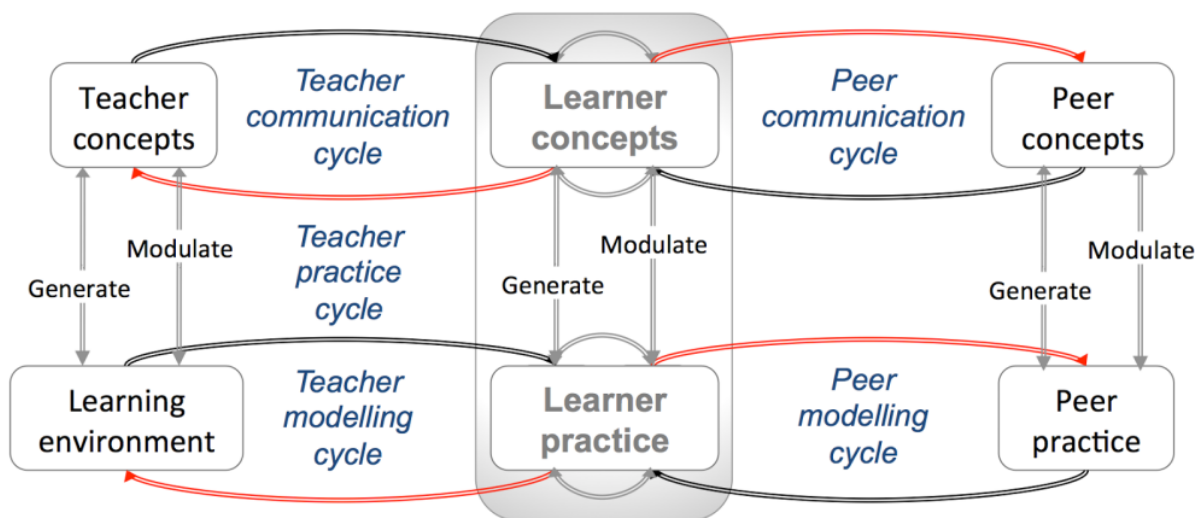 Teacher
concepts
Teacher
communication
cycle
Learner
concepts
Peer
communication
cycle
Peer
concepts
Generate
Modulate
Teacher
practice
cycle
Generate
Modulate
Generate
Modulate
Learning
environment
Teacher
modelling
cycle
Learner
practice
Peer
modelling
cycle
Peer
practice